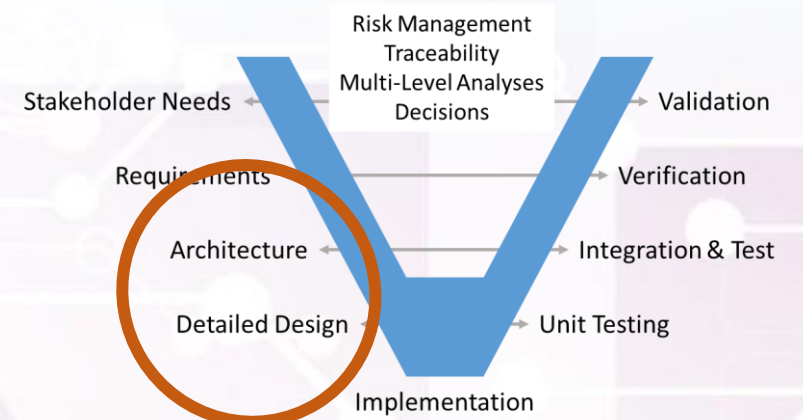 Risk Management
Traceability
Multi-Level Analyses
Decisions
Stakeholder Needs
Validation
Requirements
Verification
Architecture
Integration & Test
Detailed Design
Unit Testing
Implementation